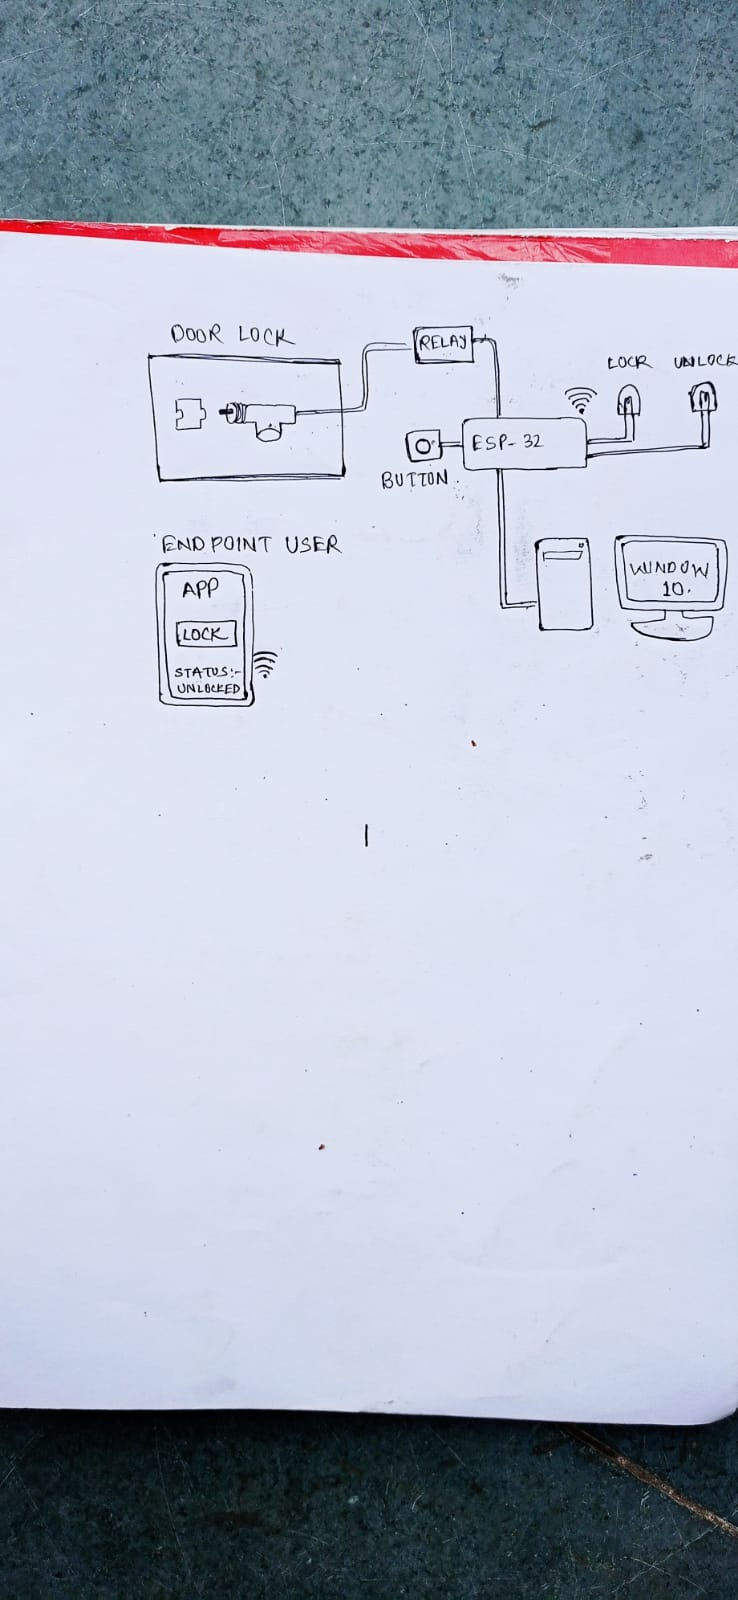 DOOR LOCK
RELAY
LOCK UNLOCK
ESP-32
BUTTON.
END POINT USER
APP
LOCK
STATUS:-
UNLOCKED
WINDOW
10.